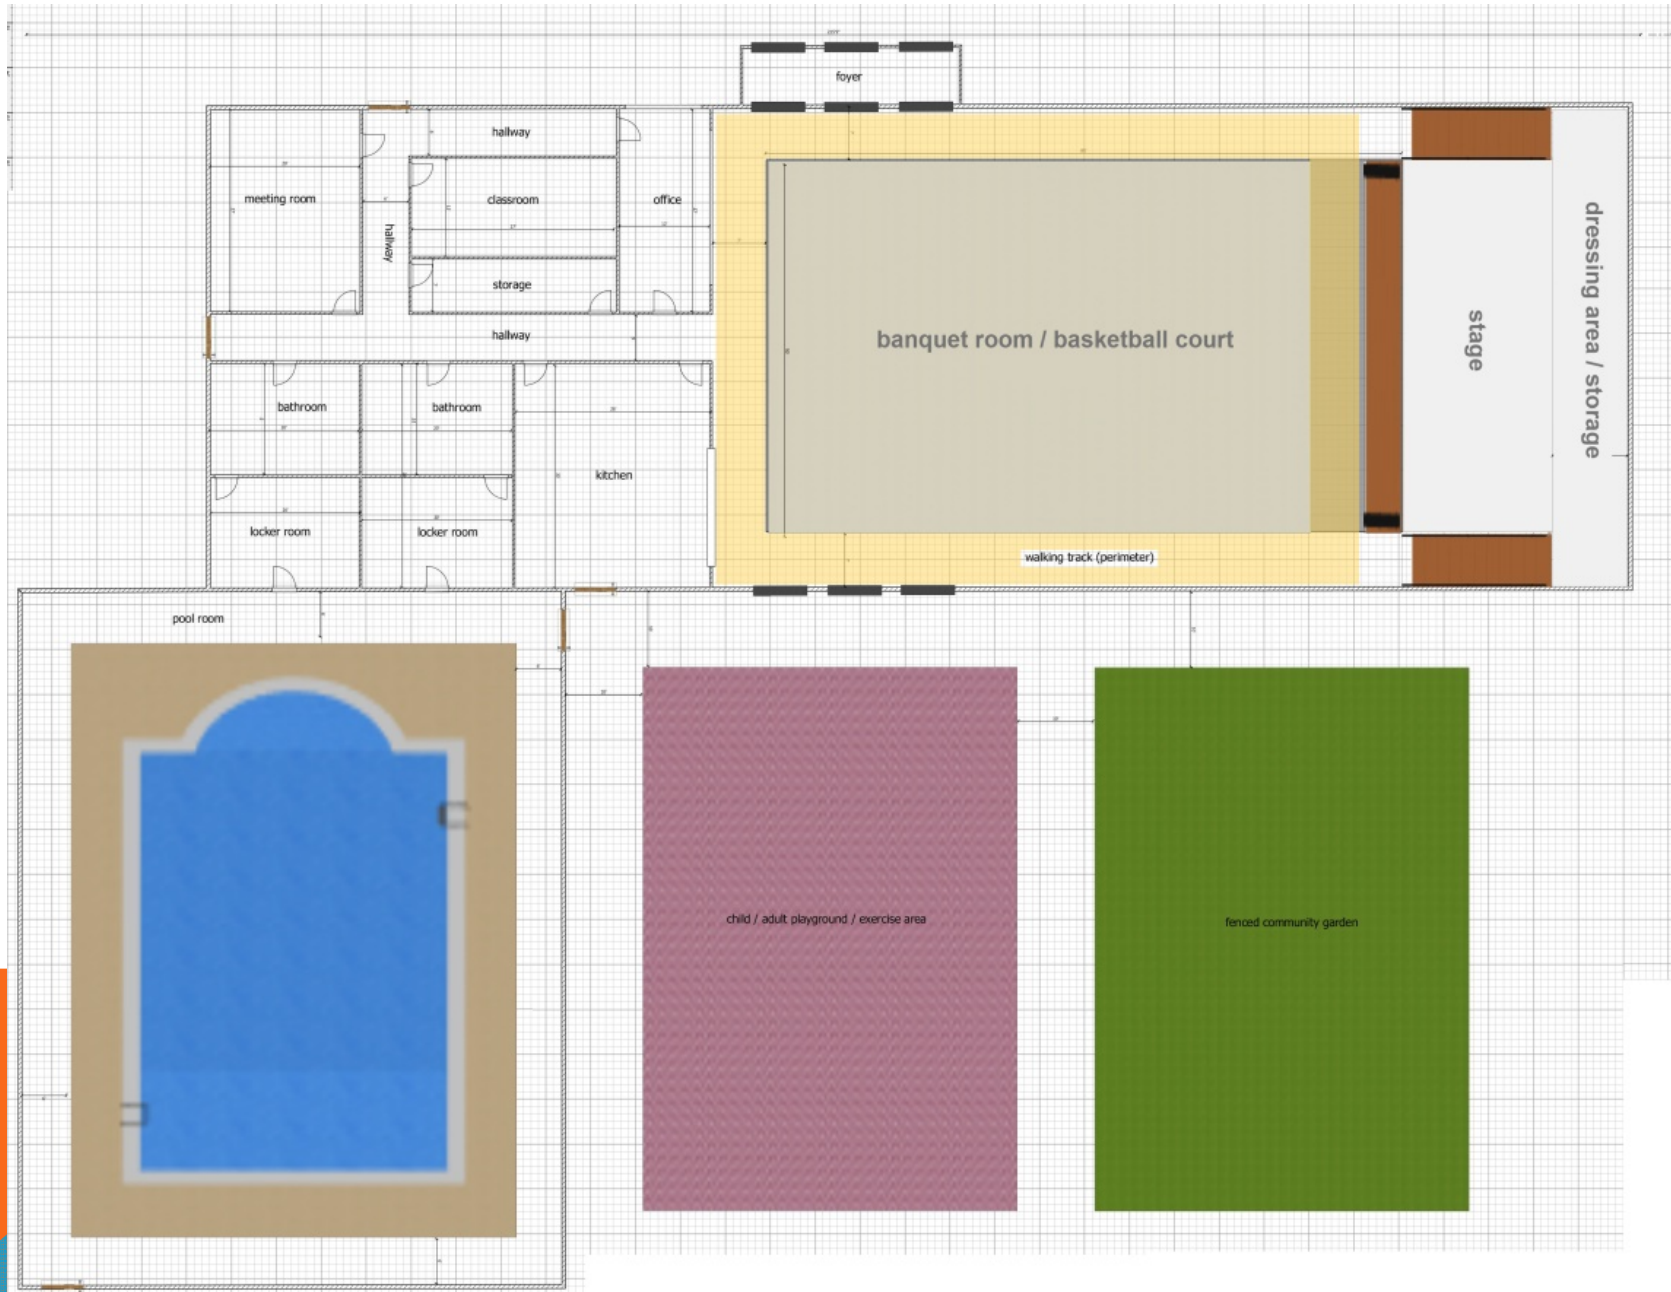 foyer
hallway
meeting room
classroom
office
hallway
storage
hallway
banquet room / basketball court
stage
dressing area / storage
bathroom
bathroom
kitchen
locker room
locker room
walking track (perimeter)
pool room
child / adult playground / exercise area
fenced community garden